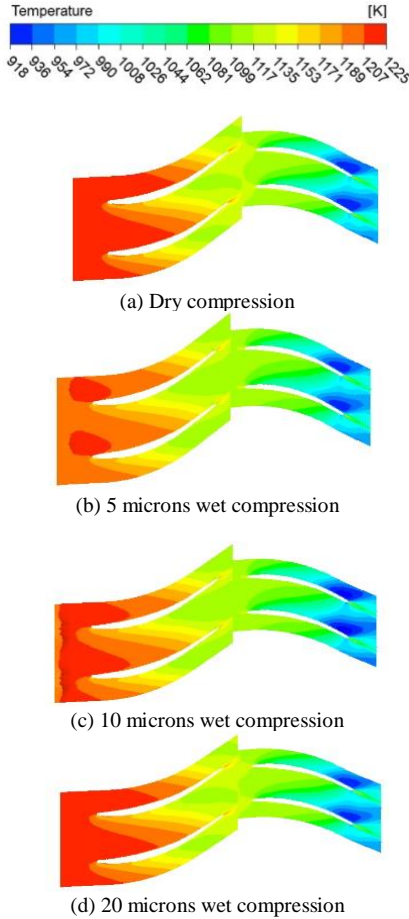 Temperature [K]
918 936 954 972 990 1008 1026 1044 1062 1081 1099 1117 1135 1153 1171 1189 1207 1225
(a) Dry compression
(b) 5 microns wet compression
(c) 10 microns wet compression
(d) 20 microns wet compression